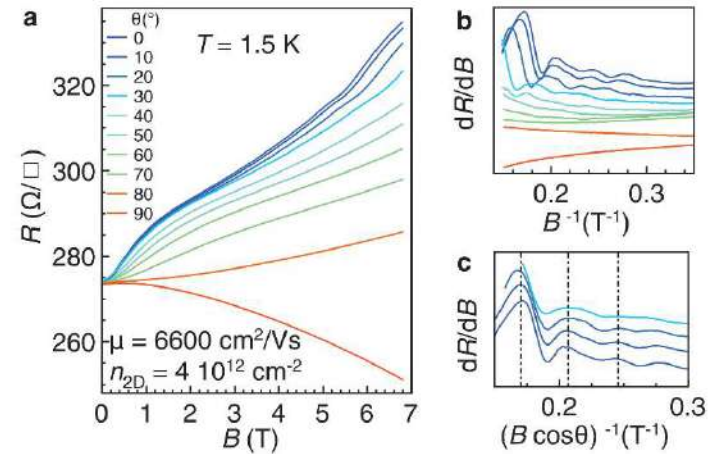 a
θ(°)
0
10
20
30
40
50
60
70
80
90
T = 1.5 K
320
300
280
260
R (Ω/□)
μ = 6600 cm²/Vs
n2D = 4 10¹² cm⁻²
0 1 2 3 4 5 6 7
B (T)
b
dR/dB
0.2 0.3
B⁻¹(T⁻¹)
c
dR/dB
0.2 0.3
(B cosθ)⁻¹(T⁻¹)